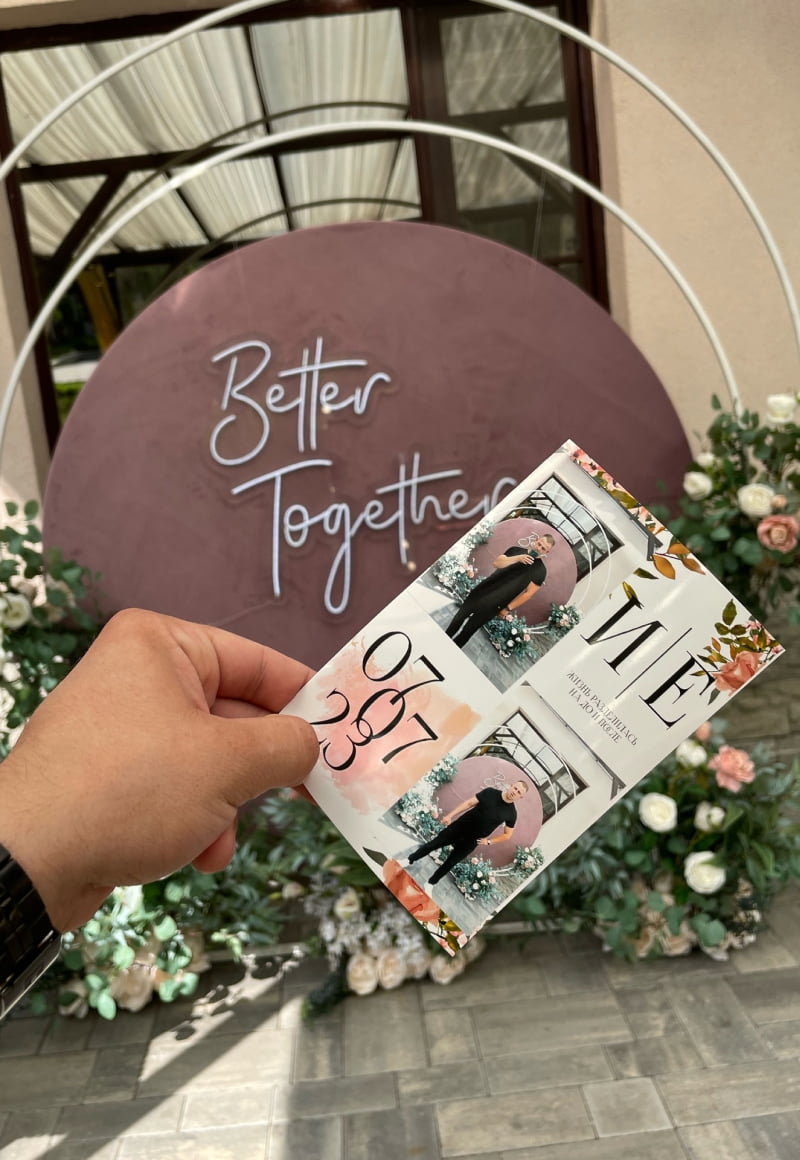 Better
Together
07
07
23
И|Е
ЖИЗНЬ РАЗДЕЛИЛАСЬ
НА ДО И ПОСЛЕ